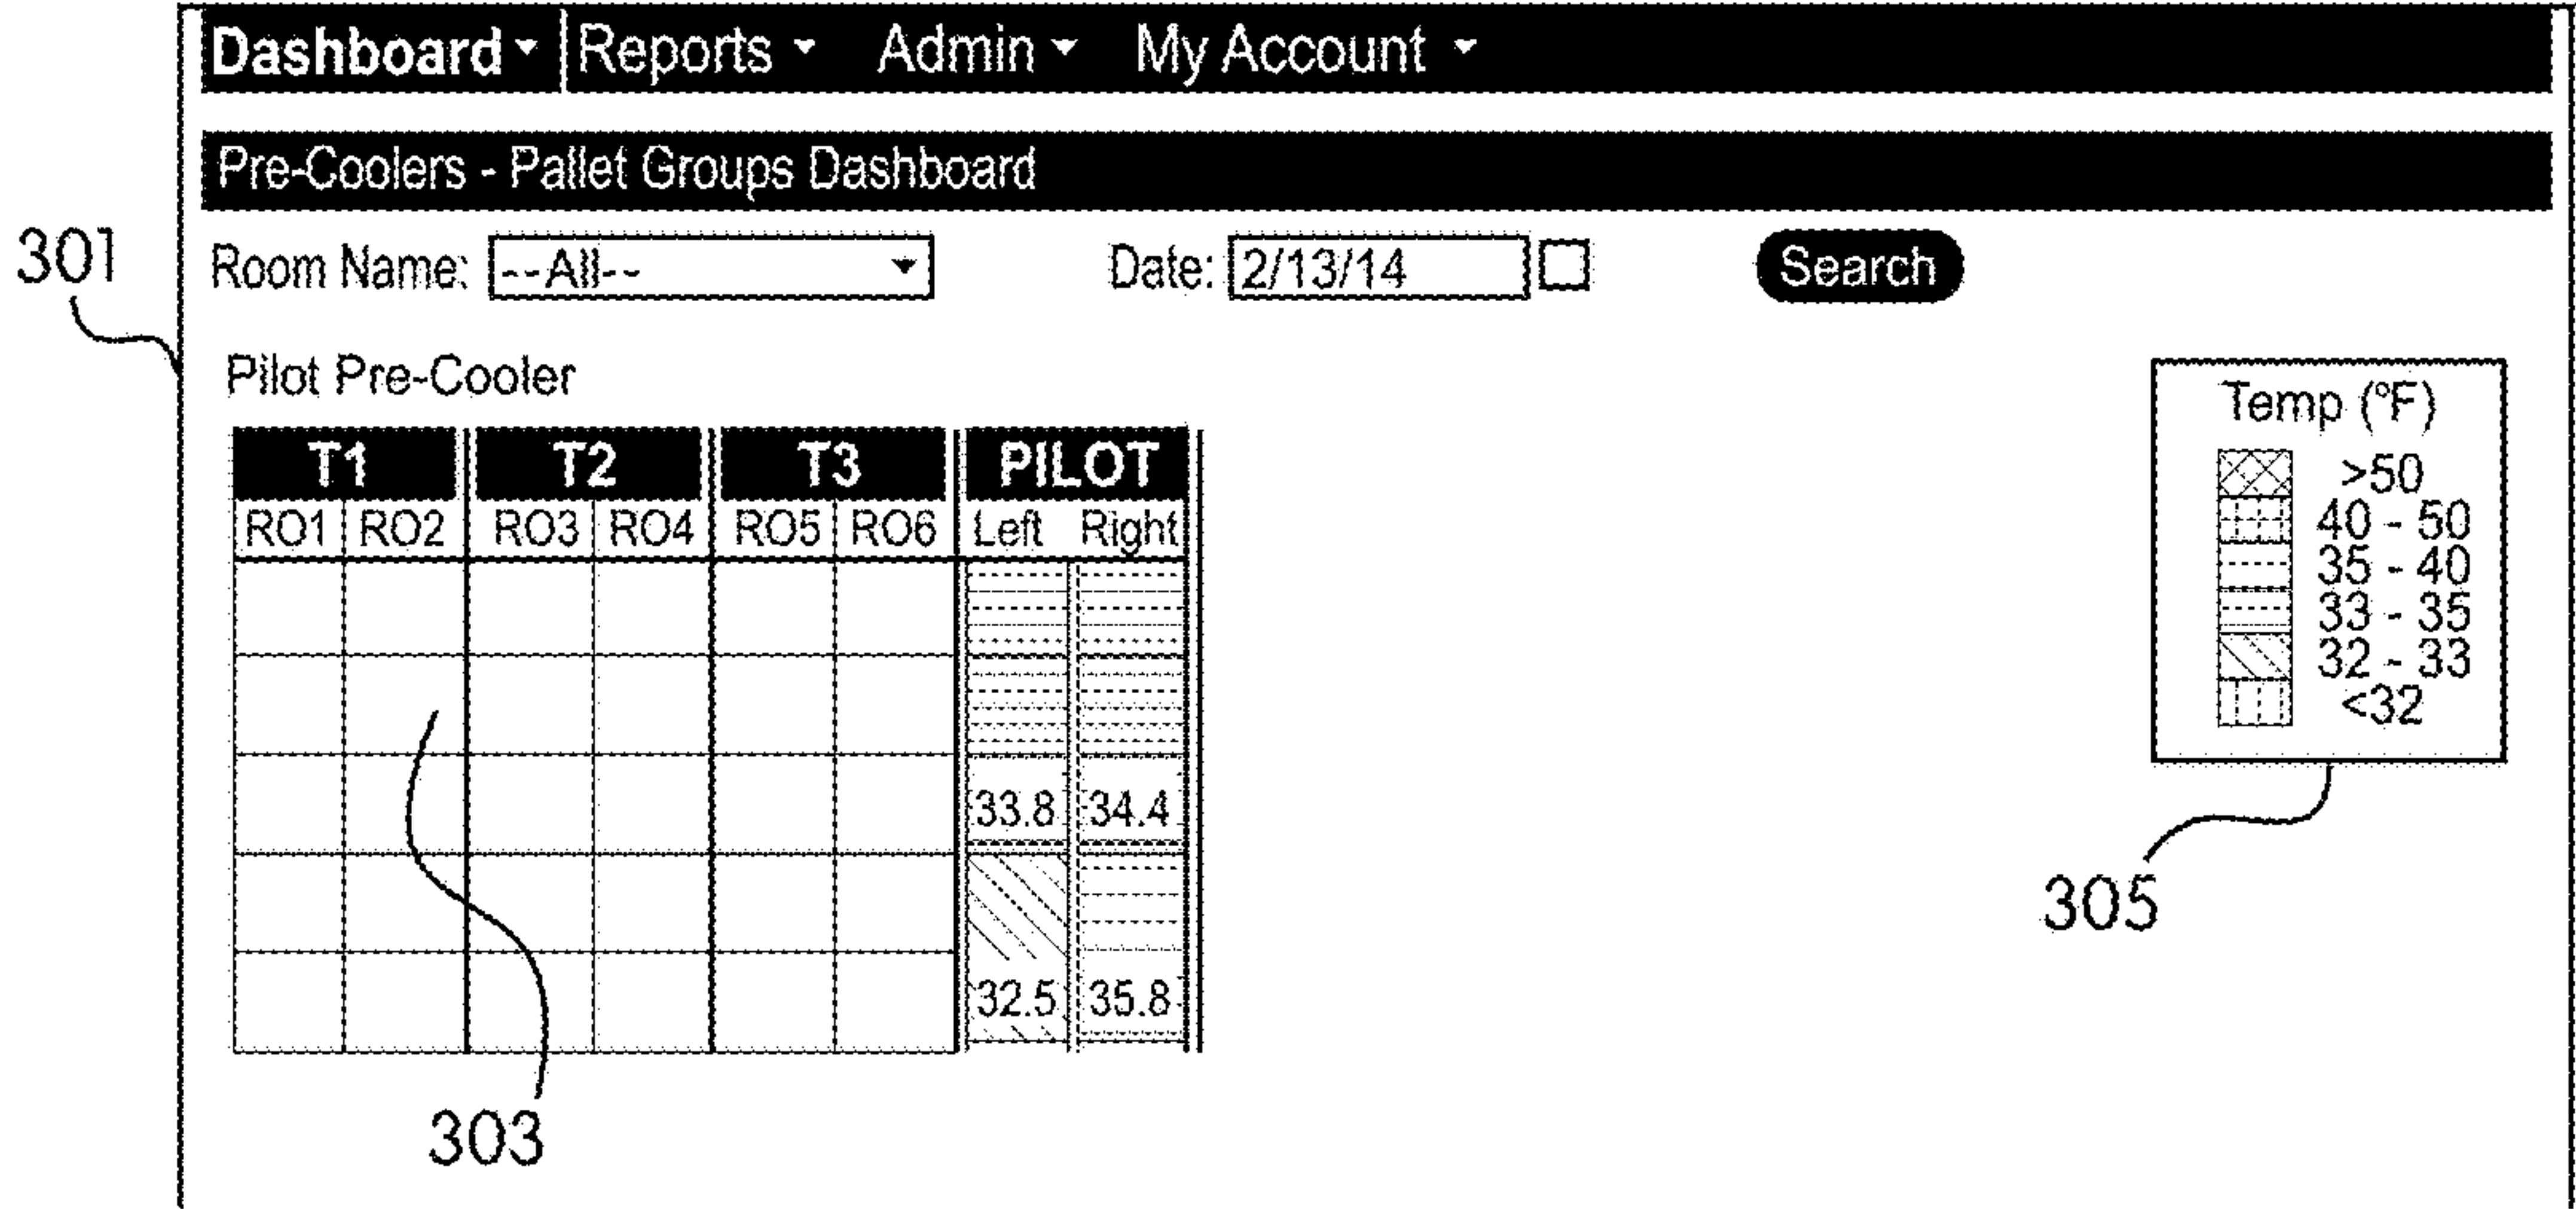 Dashboard Reports Admin My Account
Pre-Coolers - Pallet Groups Dashboard
301
Room Name: --All-- Date: 2/13/14 Search
Pilot Pre-Cooler
T1 T2 T3 PILOT
RO1 RO2 RO3 RO4 RO5 RO6 Left Right
33.8 34.4
32.5 35.8
303
Temp (°F)
>50
40 - 50
35 - 40
33 - 35
32 - 33
<32
305